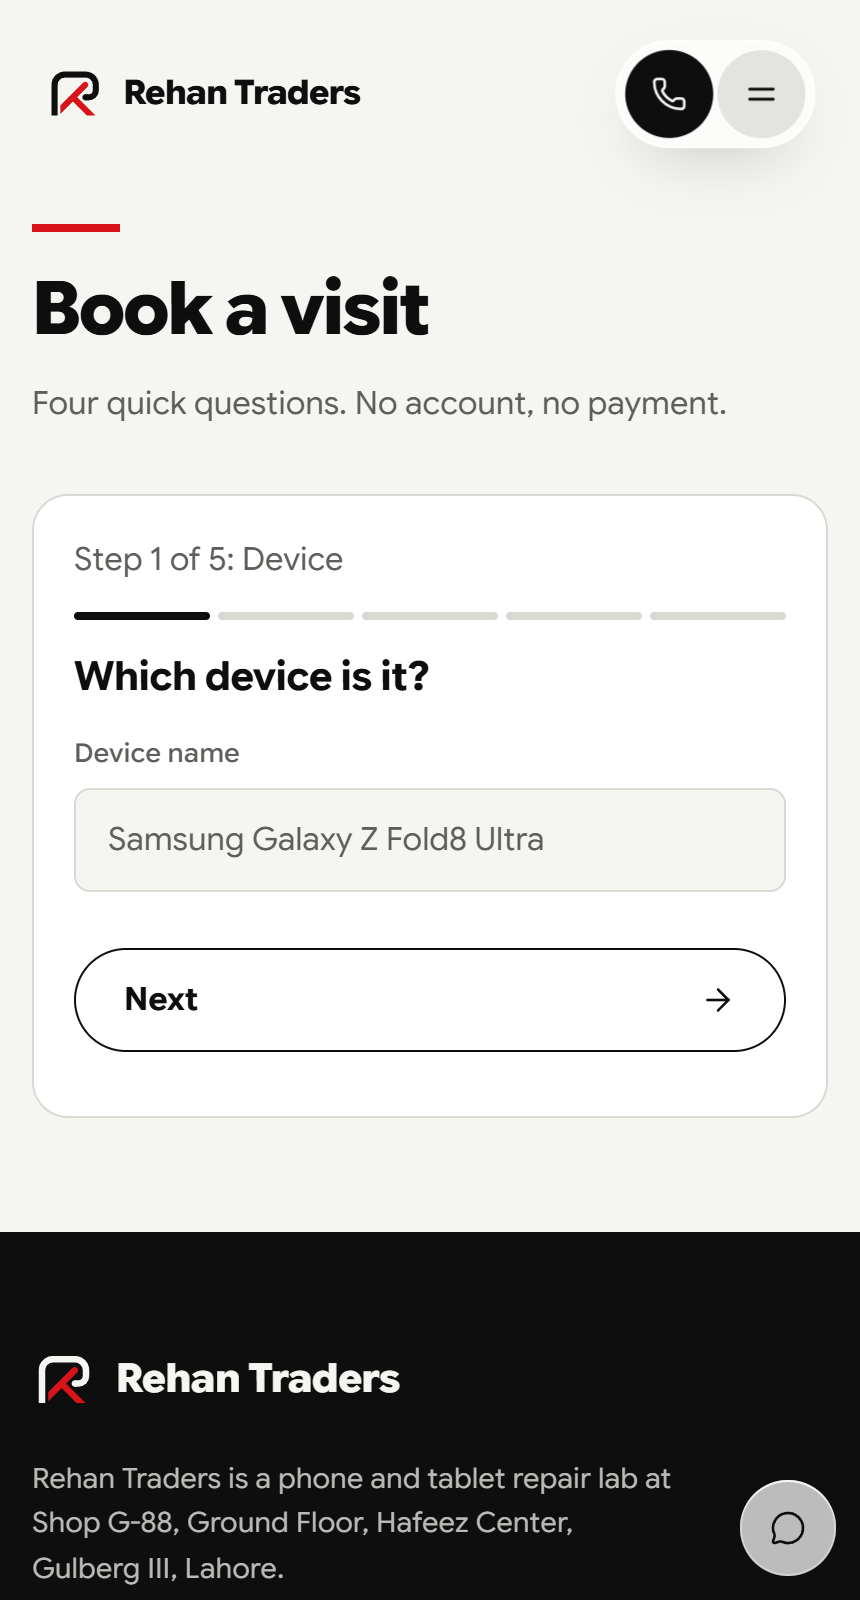 Rehan Traders
Book a visit
Four quick questions. No account, no payment.
Step 1 of 5: Device
Which device is it?
Device name
Samsung Galaxy Z Fold8 Ultra
Next
Rehan Traders
Rehan Traders is a phone and tablet repair lab at
Shop G-88, Ground Floor, Hafeez Center,
Gulberg III, Lahore.